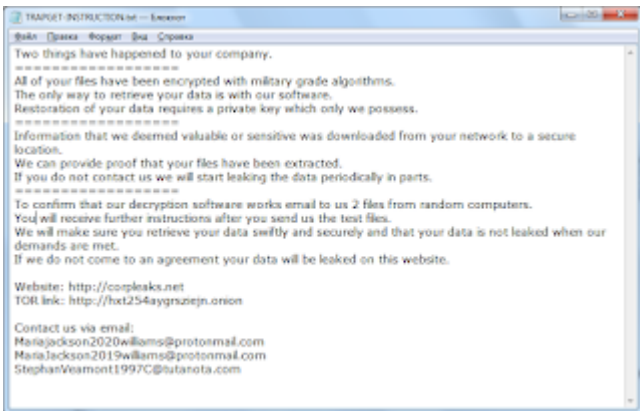 TRAPGET-INSTRUCTION.txt — Блокнот
Файл Правка Формат Вид Справка
Two things have happened to your company.
==================
All of your files have been encrypted with military grade algorithms.
The only way to retrieve your data is with our software.
Restoration of your data requires a private key which only we possess.
==================
Information that we deemed valuable or sensitive was downloaded from your network to a secure
location.
We can provide proof that your files have been extracted.
If you do not contact us we will start leaking the data periodically in parts.
==================
To confirm that our decryption software works email to us 2 files from random computers.
You will receive further instructions after you send us the test files.
We will make sure you retrieve your data swiftly and securely and that your data is not leaked when our
demands are met.
If we do not come to an agreement your data will be leaked on this website.
Website: http://corpleaks.net
TOR link: http://hxt254aygrsziejn.onion
Contact us via email:
Mariajackson2020williams@protonmail.com
MariaJackson2019williams@protonmail.com
StephanVeamont1997C@tutanota.com